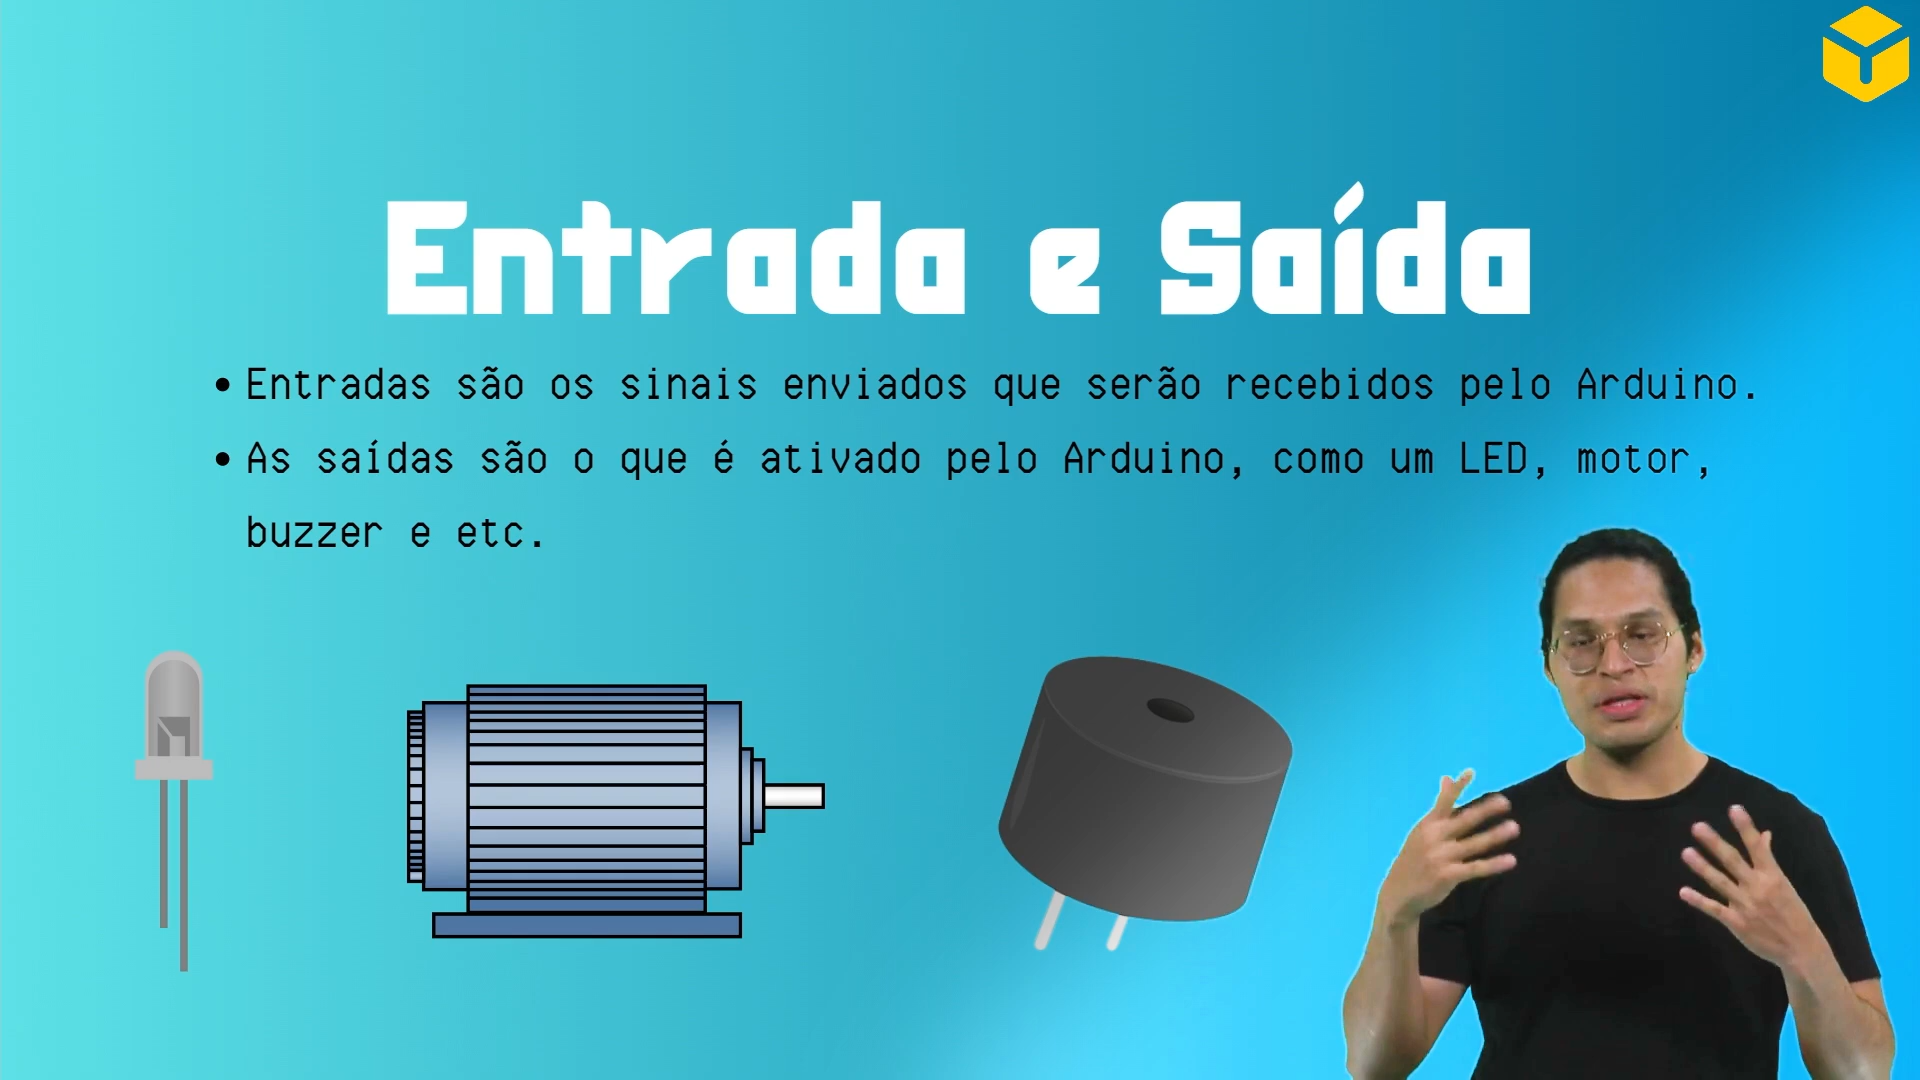 Entrada e Saída
• Entradas são os sinais enviados que serão recebidos pelo Arduino.
• As saídas são o que é ativado pelo Arduino, como um LED, motor,
buzzer e etc.